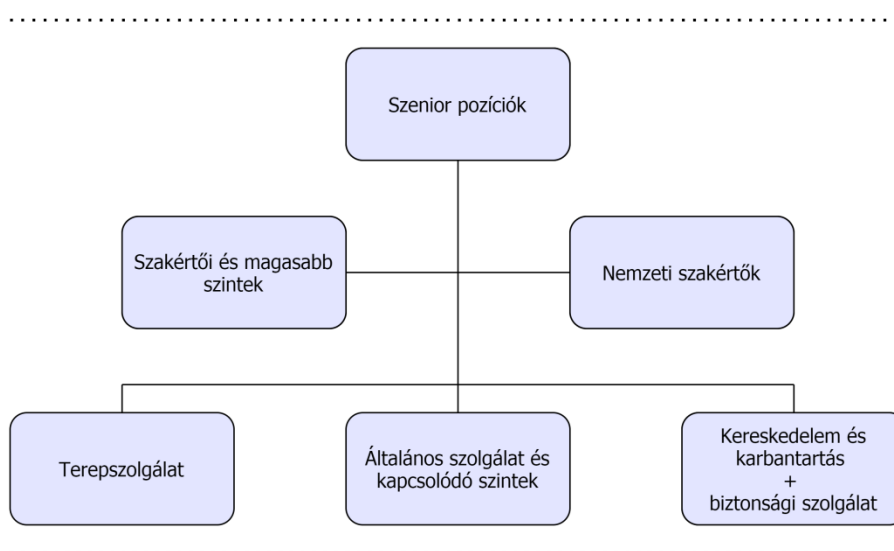 Szenior pozíciók
Szakértői és magasabb
szintek
Nemzeti szakértők
Terepszolgálat
Általános szolgálat és
kapcsolódó szintek
Kereskedelem és
karbantartás
+
biztonsági szolgálat